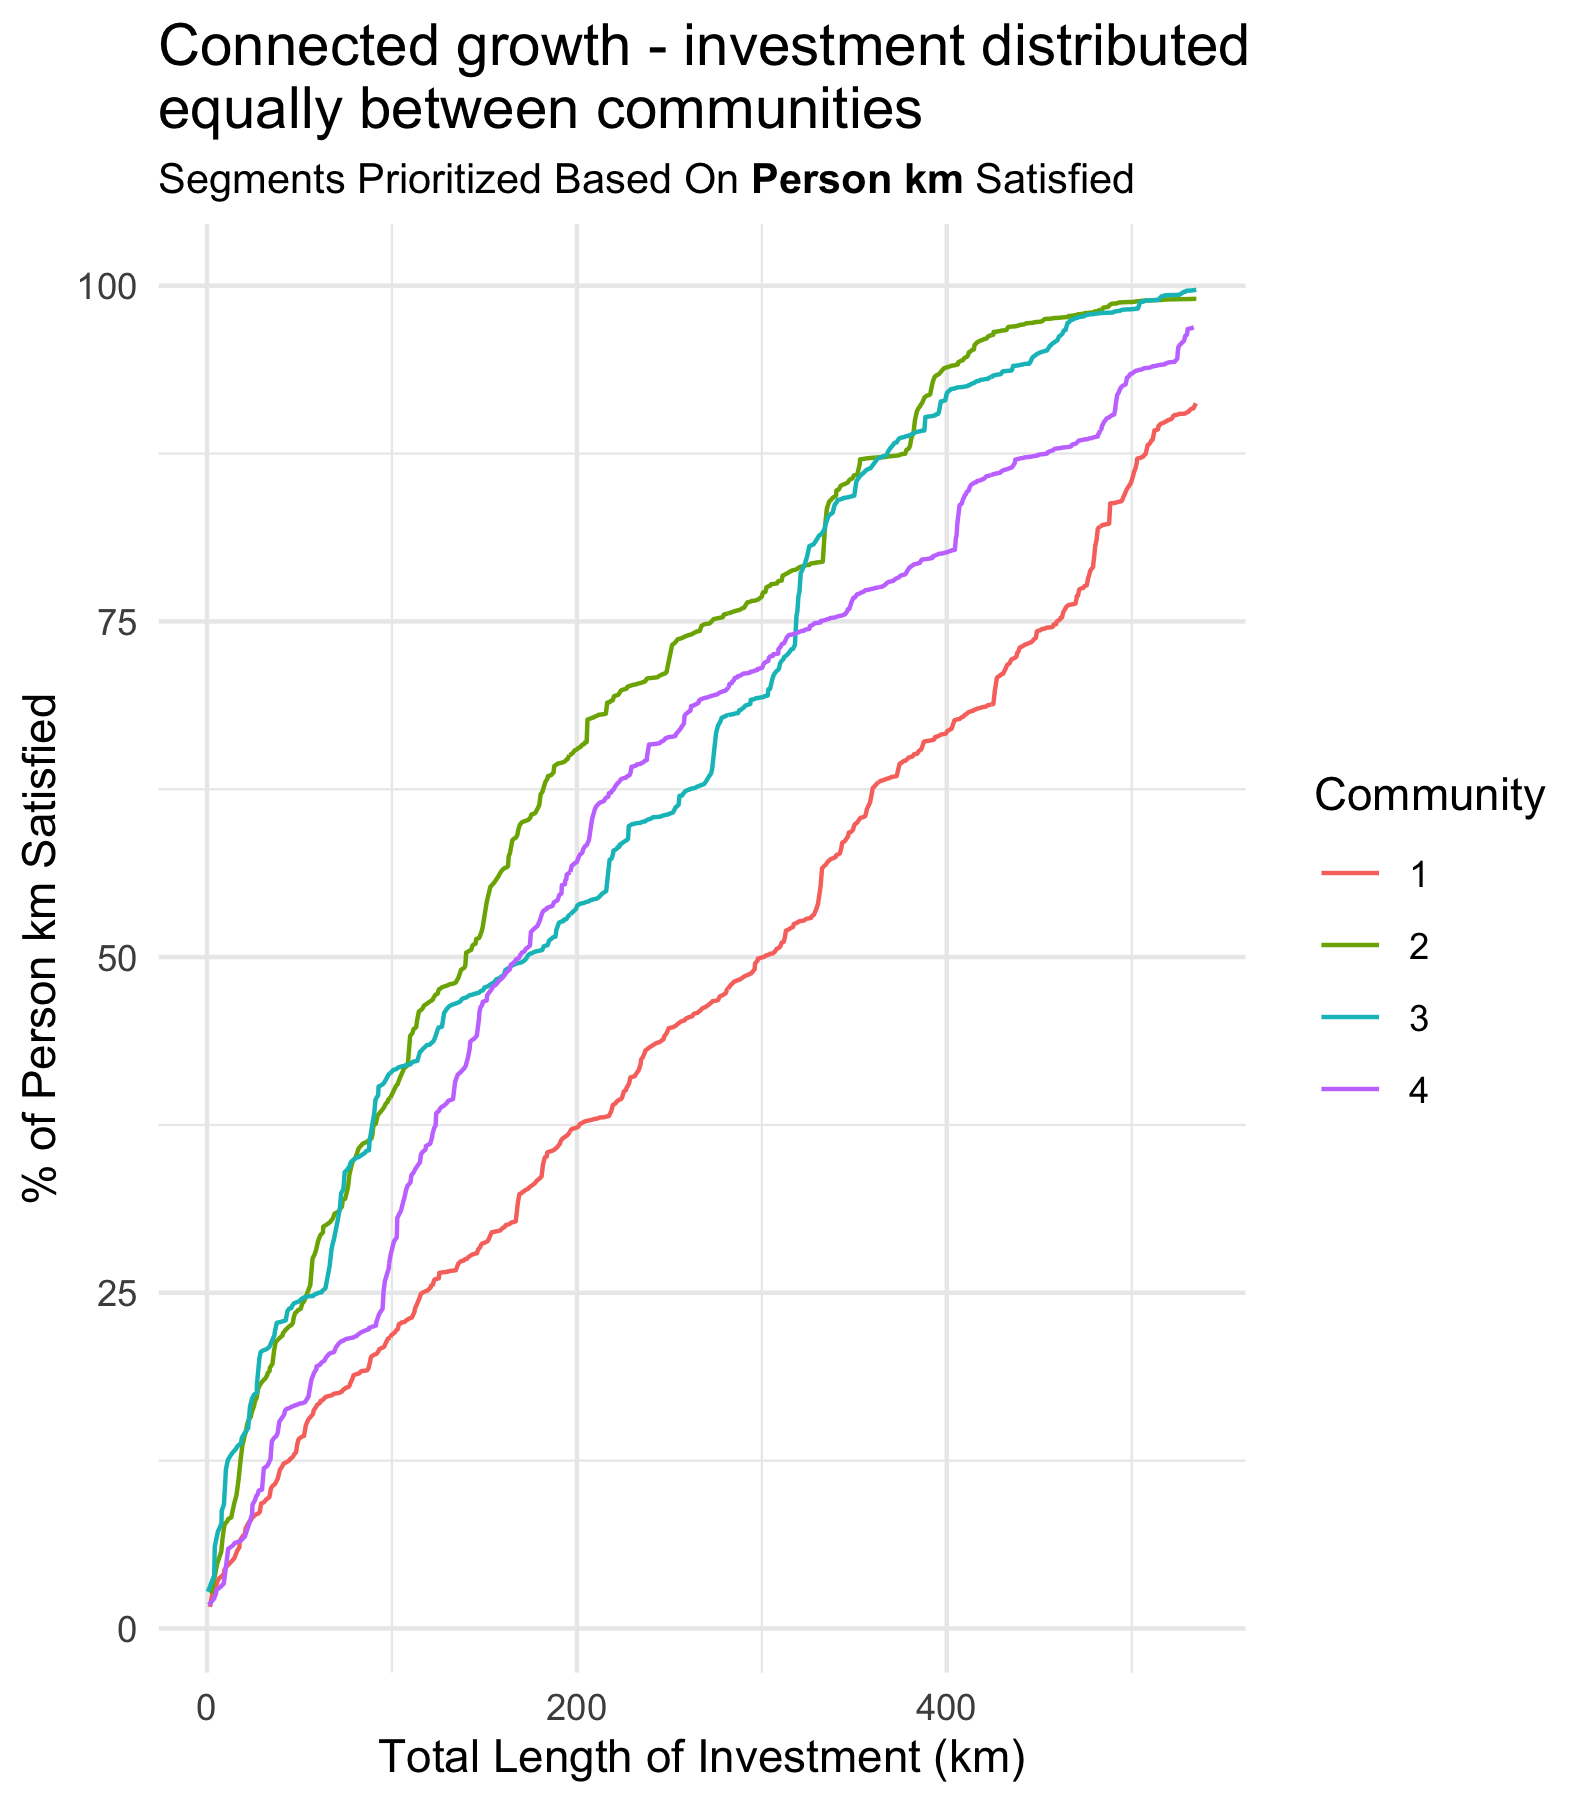 Connected growth - investment distributed
equally between communities
Segments Prioritized Based On Person km Satisfied
% of Person km Satisfied
100
75
50
25
0
0
200
400
Total Length of Investment (km)
Community
1
2
3
4